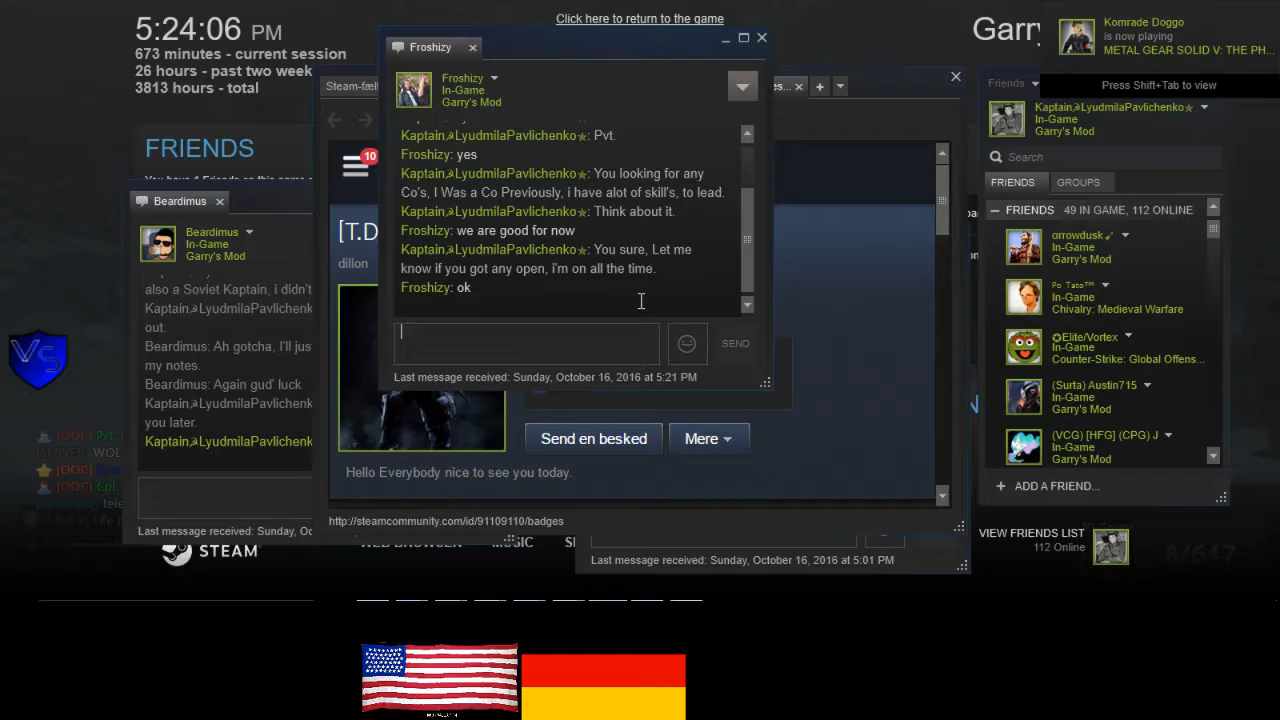 5:24:06 PM
673 minutes - current session
26 hours - past two week
3813 hours - total
Click here to return to the game
Garry
Komrade Doggo
is now playing
METAL GEAR SOLID V: THE PH...
Press Shift+Tab to view
FRIENDS
Beardimus
Beardimus
In-Game
Garry's Mod
also a Soviet Kaptain, i didn't
Kaptain☭LyudmilaPavlichenk
out.
Beardimus: Ah gotcha, I'll jus
my notes.
Beardimus: Again gud' luck
Kaptain☭LyudmilaPavlichenk
you later.
Kaptain☭LyudmilaPavlichenk
Last message received: Sunday, Oc
STEAM
Steam-fæll
Froshizy
Froshizy
In-Game
Garry's Mod
Kaptain☭LyudmilaPavlichenko★: Pvt.
Froshizy: yes
Kaptain☭LyudmilaPavlichenko★: You looking for any
Co's, I Was a Co Previously, i have alot of skill's, to lead.
Kaptain☭LyudmilaPavlichenko★: Think about it.
Froshizy: we are good for now
Kaptain☭LyudmilaPavlichenko★: You sure, Let me
know if you got any open, i'm on all the time.
Froshizy: ok
SEND
Last message received: Sunday, October 16, 2016 at 5:21 PM
es...
10
[T.D
dillon
Send en besked
Mere
Hello Everybody nice to see you today.
http://steamcommunity.com/id/91109110/badges
WEB BROWSER
MUSIC
Last message received: Sunday, October 16, 2016 at 5:01 PM
Friends
Kaptain☭LyudmilaPavlichenko★
In-Game
Garry's Mod
Search
FRIENDS
GROUPS
FRIENDS 49 IN GAME, 112 ONLINE
αrrowdusk
In-Game
Garry's Mod
Po Tato™
In-Game
Chivalry: Medieval Warfare
✪Elite/Vortex
In-Game
Counter-Strike: Global Offens...
(Surta) Austin715
In-Game
Garry's Mod
(VCG) [HFG] (CPG) J
In-Game
Garry's Mod
ADD A FRIEND...
VIEW FRIENDS LIST
112 Online
8/647
VS